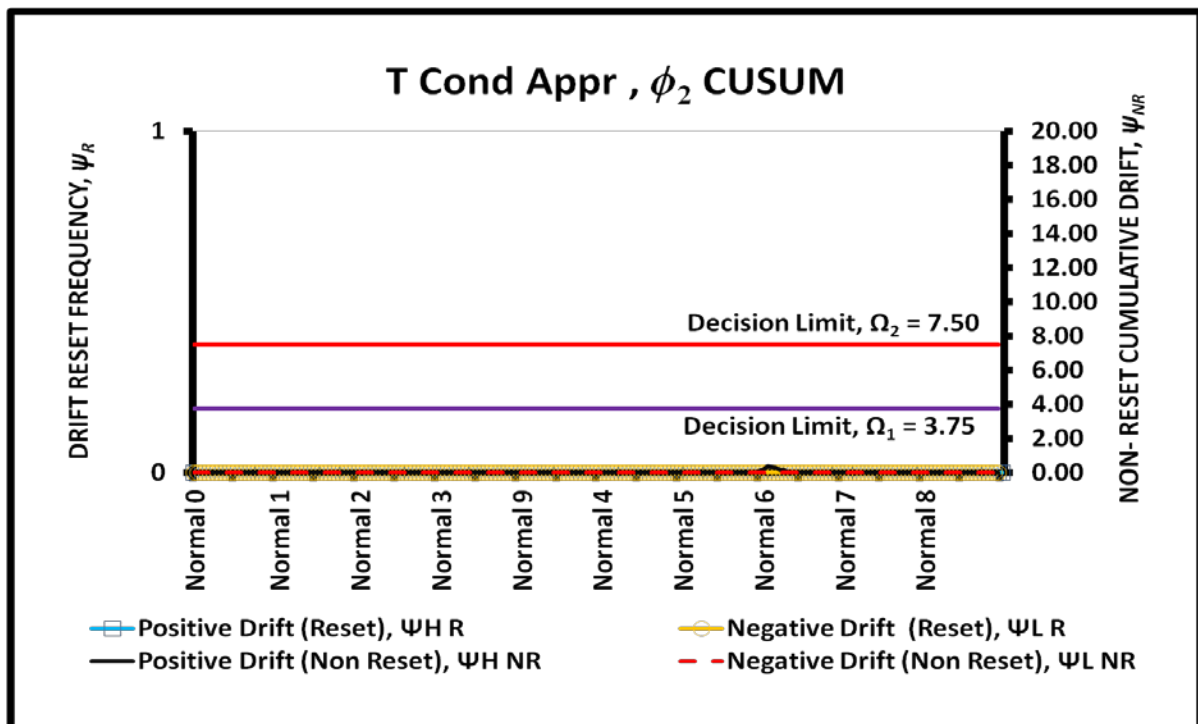 T Cond Appr , ϕ₂ CUSUM
DRIFT RESET FREQUENCY, Ψ_R
1
0
Decision Limit, Ω₂ = 7.50
Decision Limit, Ω₁ = 3.75
20.00
18.00
16.00
14.00
12.00
10.00
8.00
6.00
4.00
2.00
0.00
NON- RESET CUMULATIVE DRIFT, Ψ_NR
Normal 0
Normal 1
Normal 2
Normal 3
Normal 9
Normal 4
Normal 5
Normal 6
Normal 7
Normal 8
Positive Drift (Reset), ΨH R
Negative Drift (Reset), ΨL R
Positive Drift (Non Reset), ΨH NR
Negative Drift (Non Reset), ΨL NR